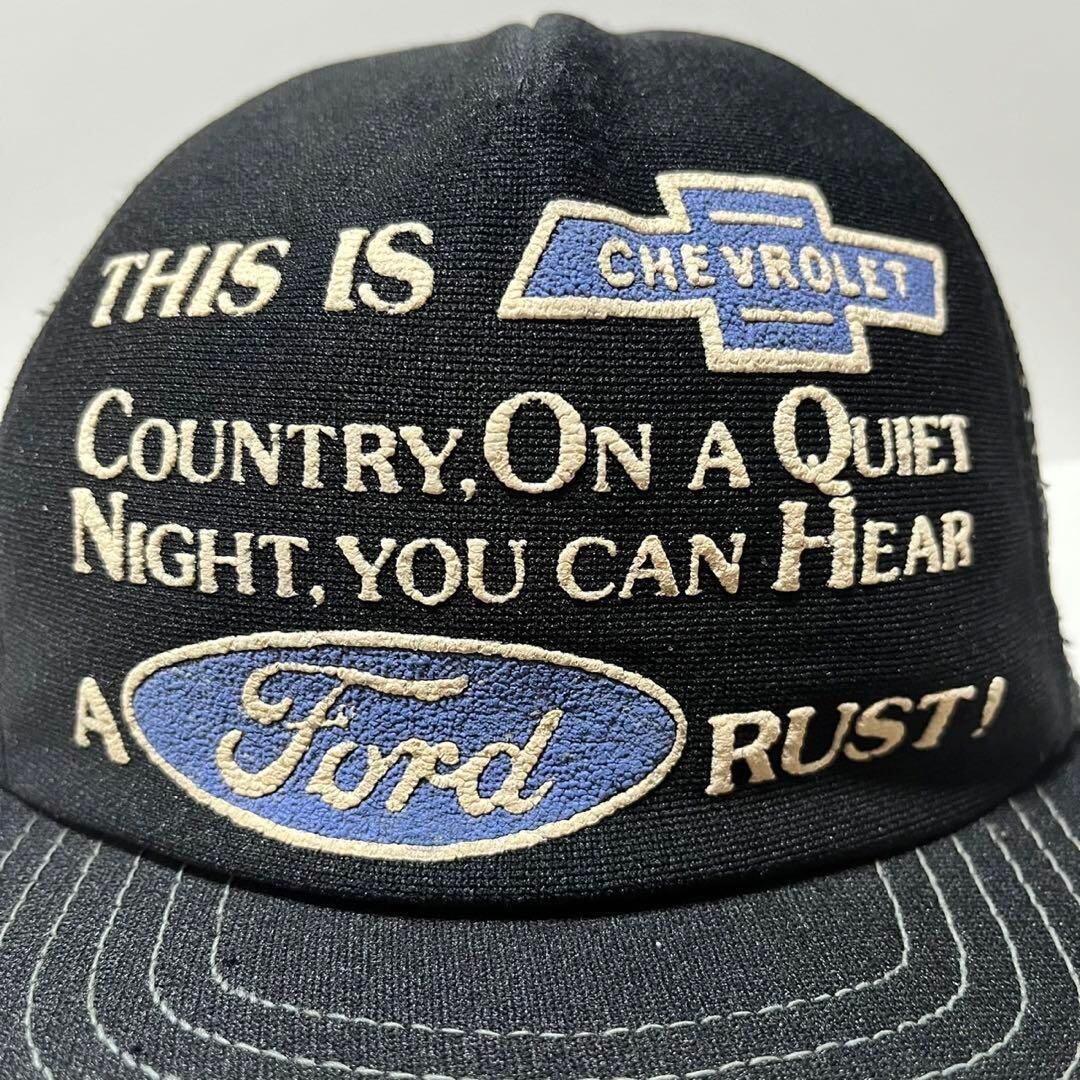 THIS IS CHEVROLET
COUNTRY, ON A QUIET
NIGHT, YOU CAN HEAR
A Ford RUST!